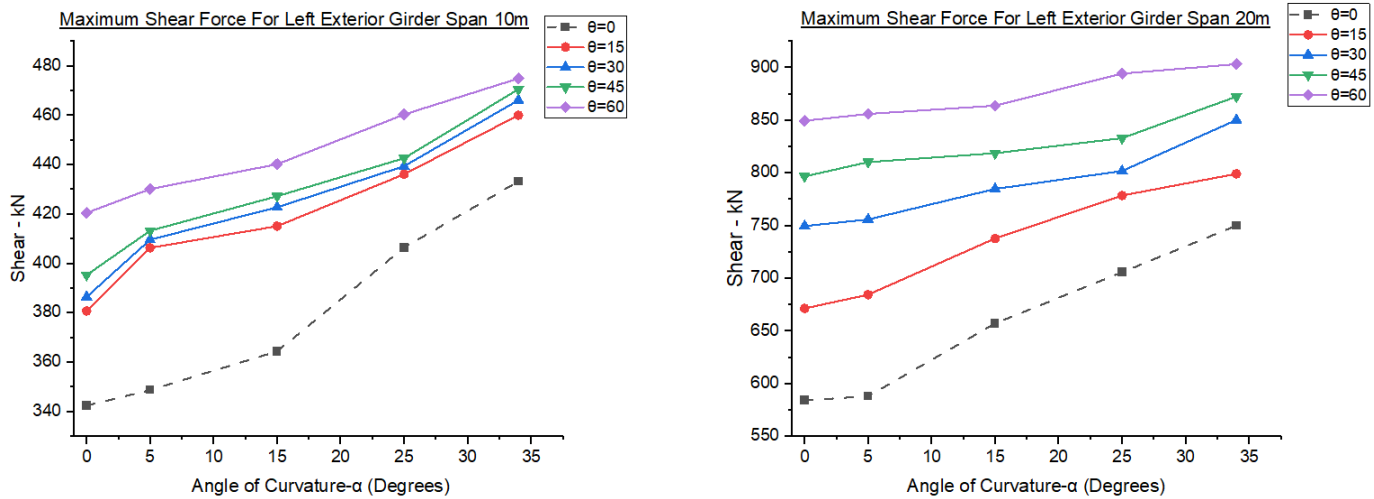 Maximum Shear Force For Left Exterior Girder Span 10m
θ=0
θ=15
θ=30
θ=45
θ=60
480
460
440
420
400
380
360
340
Shear - kN
0 5 10 15 20 25 30 35
Angle of Curvature-α (Degrees)
Maximum Shear Force For Left Exterior Girder Span 20m
θ=0
θ=15
θ=30
θ=45
θ=60
900
850
800
750
700
650
600
550
Shear - kN
0 5 10 15 20 25 30 35
Angle of Curvature-α (Degrees)